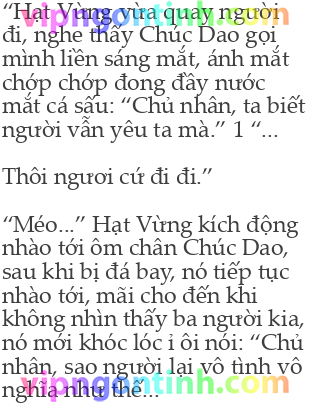 “Hạt Vừng vừa quay người
đi, nghe thấy Chúc Dao gọi
mình liền sáng mắt, ánh mắt
chớp chớp đong đầy nước
mắt cá sấu: “Chủ nhân, ta biết
người vẫn yêu ta mà.” 1 “...
Thôi ngươi cứ đi đi.”
“Méo...” Hạt Vừng kích động
nhào tới ôm chân Chúc Dao,
sau khi bị đá bay, nó tiếp tục
nhào tới, mãi cho đến khi
không nhìn thấy ba người kia,
nó mới khóc lóc ỉ ôi nói: “Chủ
nhân, sao người lại vô tình vô
nghĩa như thế...
vipngontinh.com
vipngontinh.com